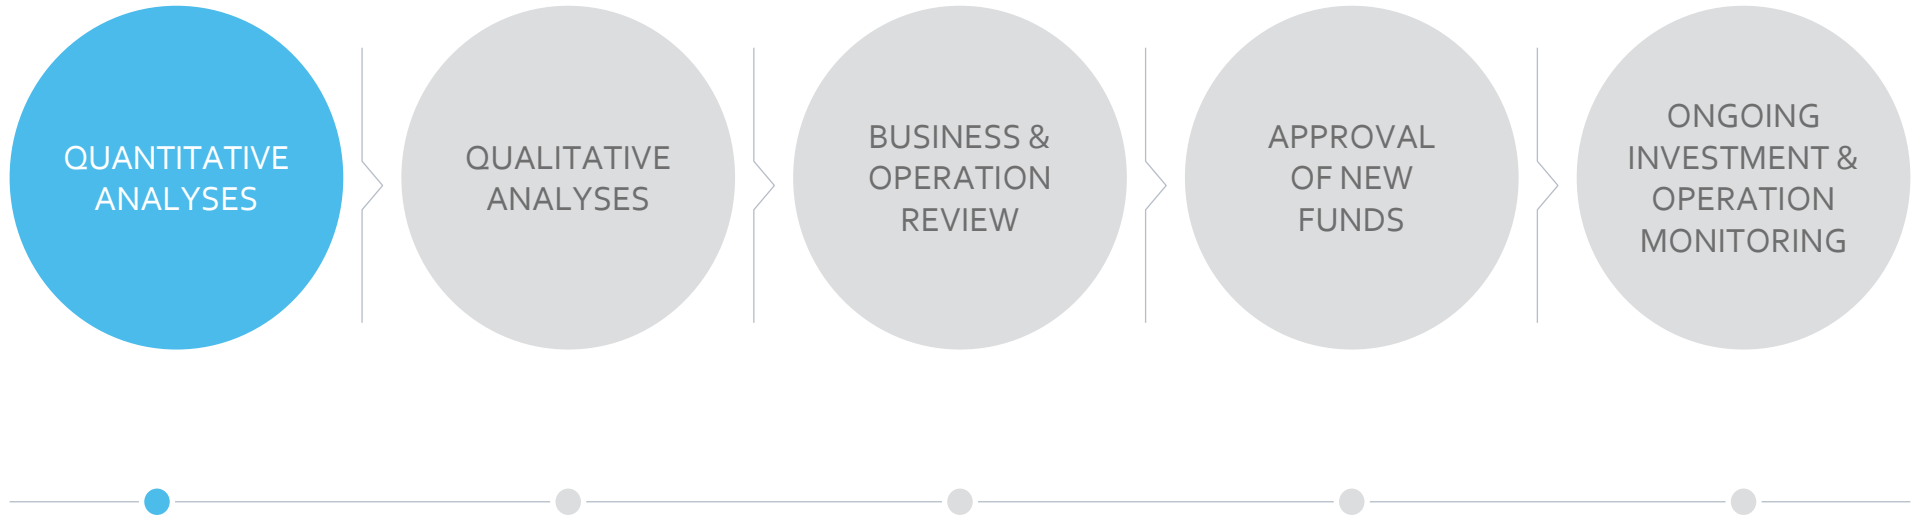 QUANTITATIVE
ANALYSES
QUALITATIVE
ANALYSES
BUSINESS &
OPERATION
REVIEW
APPROVAL
OF NEW
FUNDS
ONGOING
INVESTMENT &
OPERATION
MONITORING